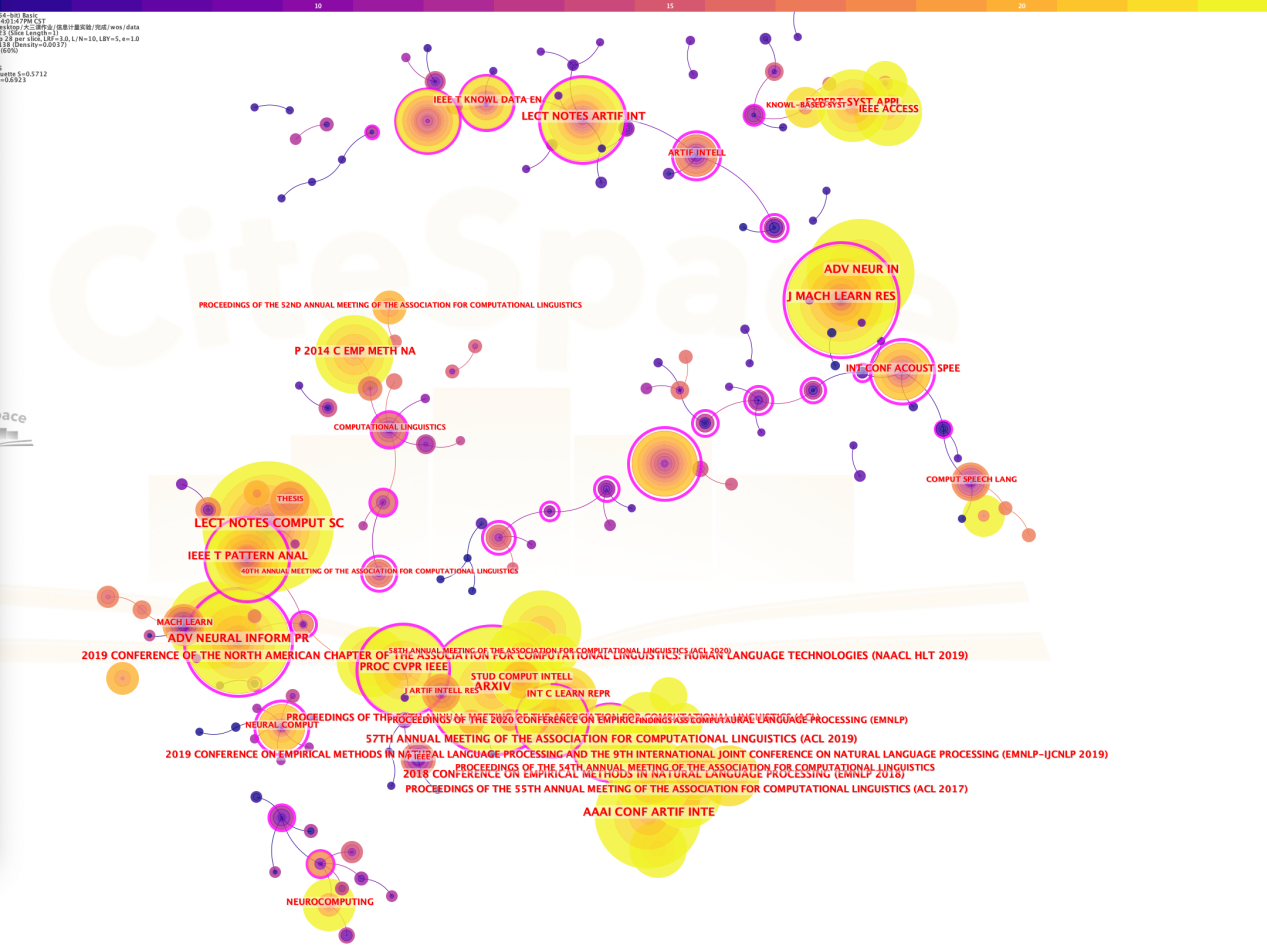 10
15
20
54-bit) Basic
4:01:47PM CST
esktop/大三课作业/信息计量实验/完成/wos/data
23 (Slice Length=1)
p 28 per slice, LRF=3.0, L/N=10, LBY=5, e=1.0
138 (Density=0.0037)
(60%)
S
uette S=0.5712
=0.6923
IEEE T KNOWL DATA EN
LECT NOTES ARTIF INT
KNOWL-BASED SYST
EXPERT SYST APPL
IEEE ACCESS
ARTIF INTELL
CiteSpace
ADV NEUR IN
J MACH LEARN RES
PROCEEDINGS OF THE 52ND ANNUAL MEETING OF THE ASSOCIATION FOR COMPUTATIONAL LINGUISTICS
P 2014 C EMP METH NA
INT CONF ACOUST SPEE
pace
COMPUTATIONAL LINGUISTICS
COMPUT SPEECH LANG
THESIS
LECT NOTES COMPUT SC
IEEE T PATTERN ANAL
40TH ANNUAL MEETING OF THE ASSOCIATION FOR COMPUTATIONAL LINGUISTICS
MACH LEARN
ADV NEURAL INFORM PR
58TH ANNUAL MEETING OF THE ASSOCIATION FOR COMPUTATIONAL LINGUISTICS (ACL 2020)
2019 CONFERENCE OF THE NORTH AMERICAN CHAPTER OF THE ASSOCIATION FOR COMPUTATIONAL LINGUISTICS: HUMAN LANGUAGE TECHNOLOGIES (NAACL HLT 2019)
PROC CVPR IEEE
STUD COMPUT INTELL
J ARTIF INTELL RES
ARXIV
INT C LEARN REPR
PROCEEDINGS OF THE
PROCEEDINGS OF THE 2020 CONFERENCE ON EMPIRIC
URAL LANGUAGE PROCESSING (EMNLP)
NEURAL COMPUT
57TH ANNUAL MEETING OF THE ASSOCIATION FOR COMPUTATIONAL LINGUISTICS (ACL 2019)
2019 CONFERENCE ON EMPIRICAL METHODS IN NATURAL LANGUAGE PROCESSING AND THE 9TH INTERNATIONAL JOINT CONFERENCE ON NATURAL LANGUAGE PROCESSING (EMNLP-IJCNLP 2019)
P IEEE
PROCEEDINGS OF THE 54TH ANNUAL MEETING OF THE ASSOCIATION FOR COMPUTATIONAL LINGUISTICS
2018 CONFERENCE ON EMPIRICAL METHODS IN NATURAL LANGUAGE PROCESSING (EMNLP 2018)
PROCEEDINGS OF THE 55TH ANNUAL MEETING OF THE ASSOCIATION FOR COMPUTATIONAL LINGUISTICS (ACL 2017)
AAAI CONF ARTIF INTE
NEUROCOMPUTING